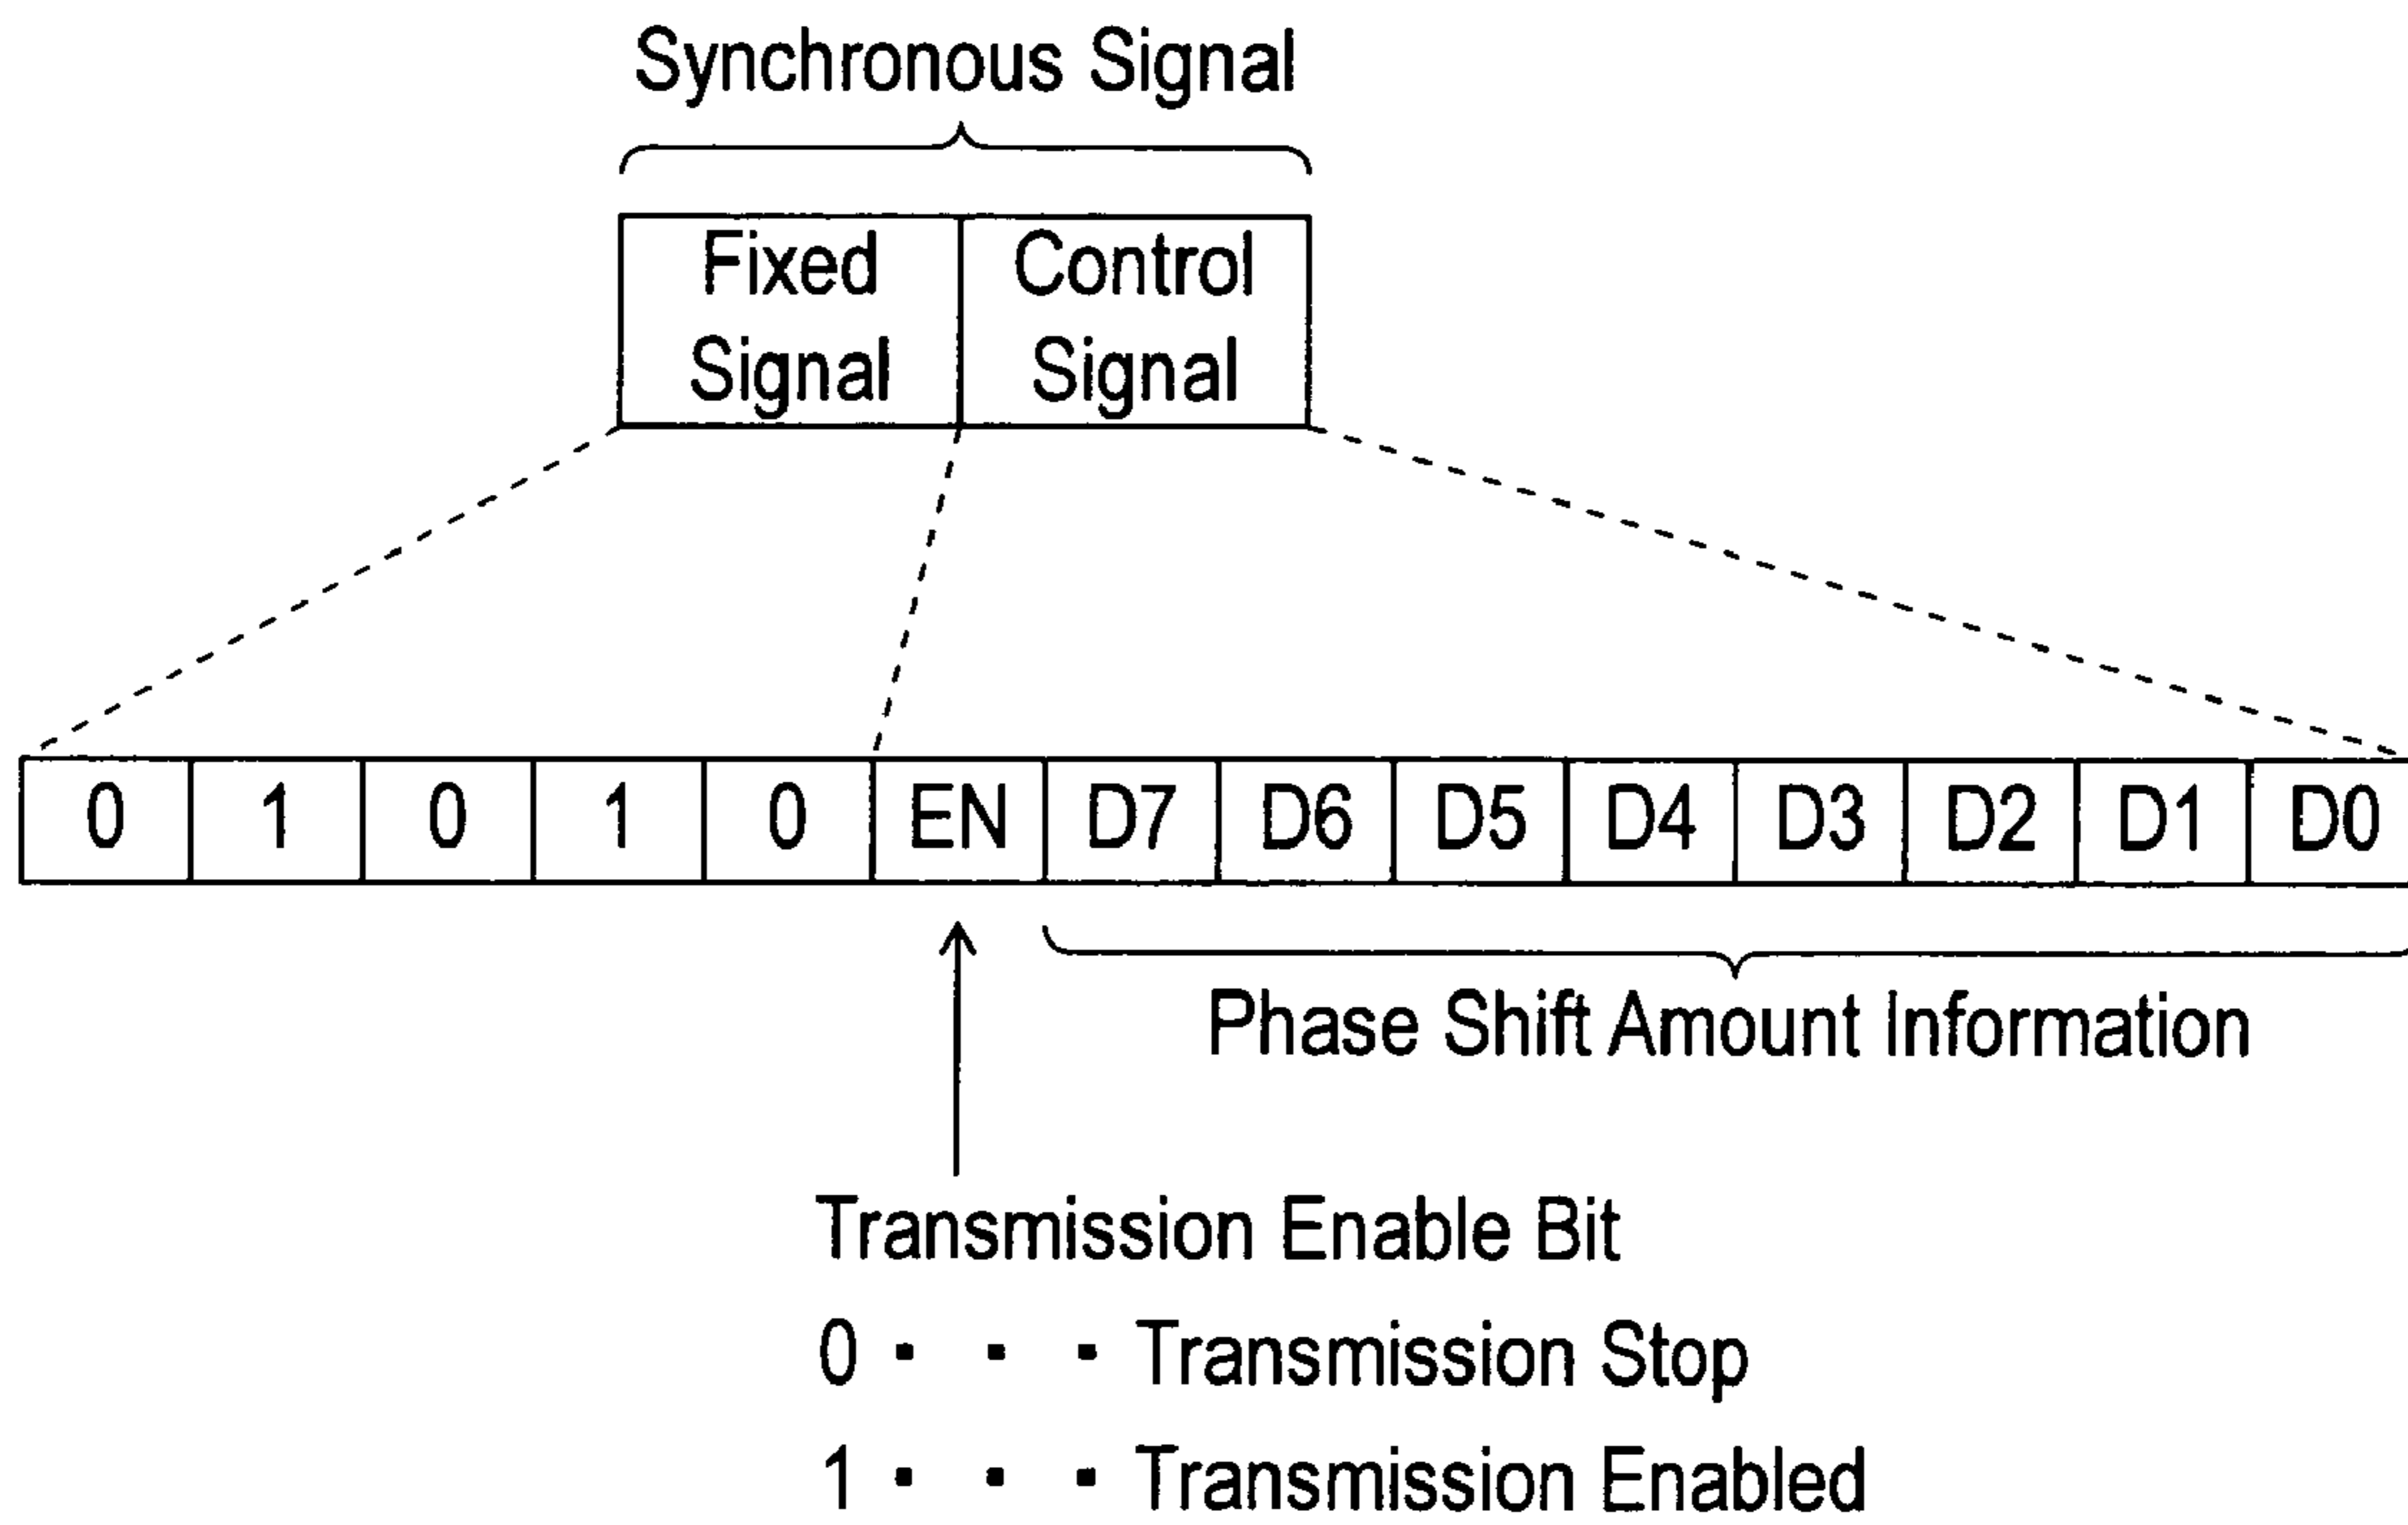 Synchronous Signal
Fixed Signal
Control Signal
0 1 0 1 0 EN D7 D6 D5 D4 D3 D2 D1 D0
Phase Shift Amount Information
Transmission Enable Bit
0 · · · Transmission Stop
1 · · · Transmission Enabled